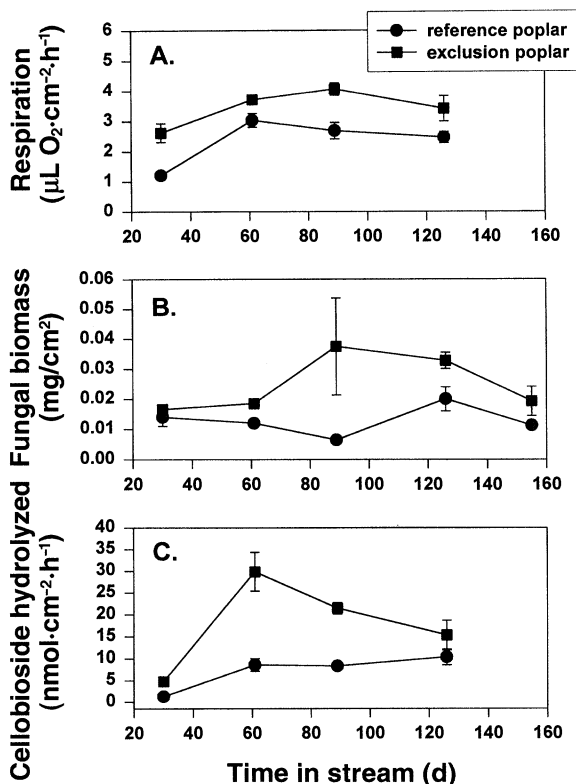 reference poplar
exclusion poplar
A.
Respiration
(μL O₂·cm⁻²·h⁻¹)
6
5
4
3
2
1
0
20 40 60 80 100 120 140 160
B.
Fungal biomass
(mg/cm²)
0.06
0.05
0.04
0.03
0.02
0.01
0.00
20 40 60 80 100 120 140 160
C.
Cellobioside hydrolyzed
(nmol·cm⁻²·h⁻¹)
40
35
30
25
20
15
10
5
0
20 40 60 80 100 120 140 160
Time in stream (d)